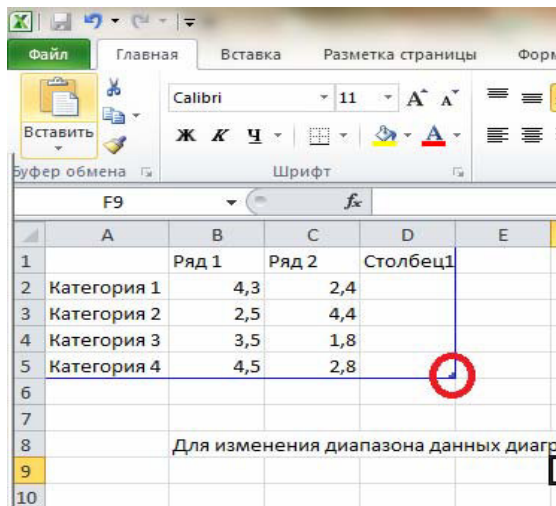 Файл Главная Вставка Разметка страницы Форм
Calibri 11 А А
Вставить
Ж К Ч А
Буфер обмена Шрифт
F9 fx
A B C D E
1 Ряд 1 Ряд 2 Столбец1
2 Категория 1 4,3 2,4
3 Категория 2 2,5 4,4
4 Категория 3 3,5 1,8
5 Категория 4 4,5 2,8
6
7
8 Для изменения диапазона данных диагр
9
10